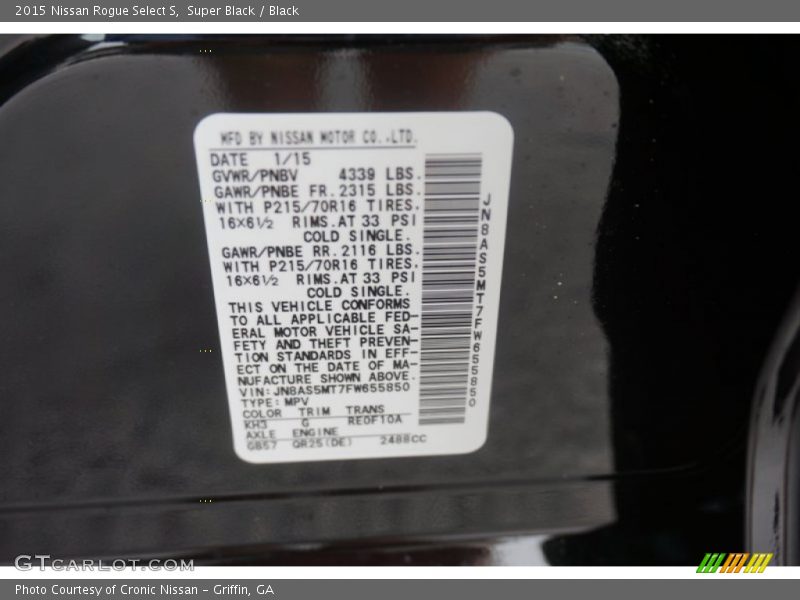 2015 Nissan Rogue Select S,  Super Black / Black
MFD BY NISSAN MOTOR CO.,LTD.
DATE 1/15
GVWR/PNBV 4339 LBS.
GAWR/PNBE FR. 2315 LBS.
WITH P215/70R16 TIRES.
16X6½ RIMS.AT 33 PSI
COLD SINGLE.
GAWR/PNBE RR. 2116 LBS.
WITH P215/70R16 TIRES.
16X6½ RIMS.AT 33 PSI
COLD SINGLE.
THIS VEHICLE CONFORMS
TO ALL APPLICABLE FED-
ERAL MOTOR VEHICLE SA-
FETY AND THEFT PREVEN-
TION STANDARDS IN EFF-
ECT ON THE DATE OF MA-
NUFACTURE SHOWN ABOVE.
VIN:JN8AS5MT7FW655850
TYPE:MPV
COLOR TRIM TRANS
KH3 G RE0F10A
AXLE ENGINE
GB57 QR25(DE) 2488CC
JN8AS5MT7FW655850
GTCARLOT.COM
Photo Courtesy of Cronic Nissan – Griffin, GA